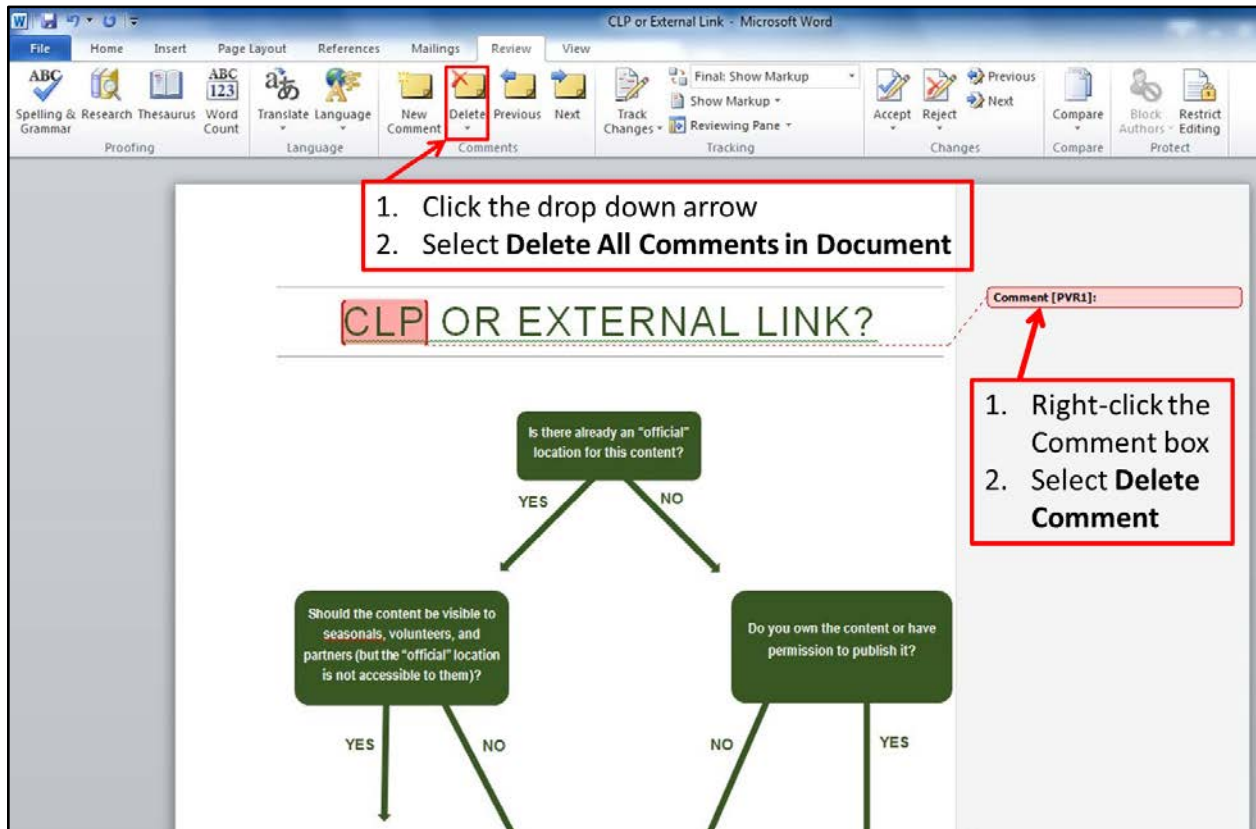 CLP or External Link - Microsoft Word
File Home Insert Page Layout References Mailings Review View
ABC Spelling & Grammar
Research
Thesaurus
ABC 123 Word Count
Proofing
Translate
Language
Language
New Comment
Delete
Previous
Next
Comments
Track Changes
Final: Show Markup
Show Markup
Reviewing Pane
Tracking
Accept
Reject
Previous
Next
Changes
Compare
Compare
Block Authors
Restrict Editing
Protect
1. Click the drop down arrow
2. Select Delete All Comments in Document
Comment [PVR1]:
CLP OR EXTERNAL LINK?
1. Right-click the
Comment box
2. Select Delete
Comment
Is there already an "official"
location for this content?
YES NO
Should the content be visible to
seasonals, volunteers, and
partners (but the "official" location
is not accessible to them)?
Do you own the content or have
permission to publish it?
YES NO NO YES